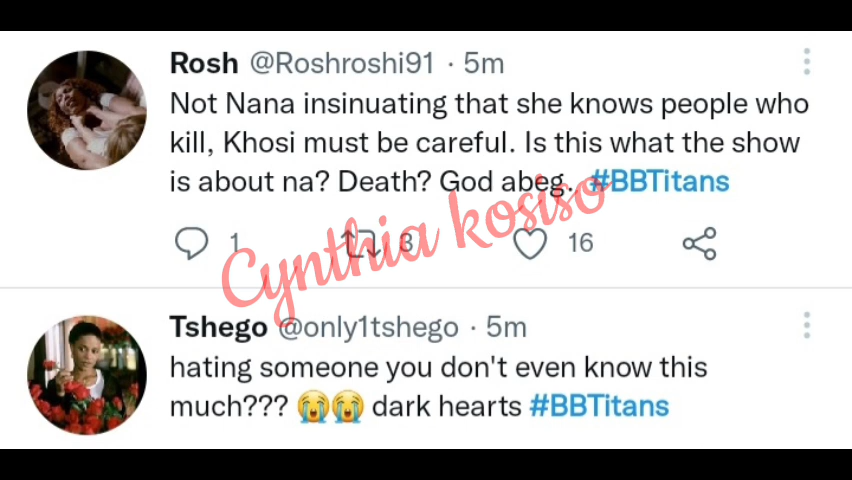 Rosh @Roshroshi91 · 5m
Not Nana insinuating that she knows people who
kill, Khosi must be careful. Is this what the show
is about na? Death? God abeg.. #BBTitans
1 3 16
Cynthia kosiso
Tshego @only1tshego · 5m
hating someone you don't even know this
much??? 😭😭 dark hearts #BBTitans